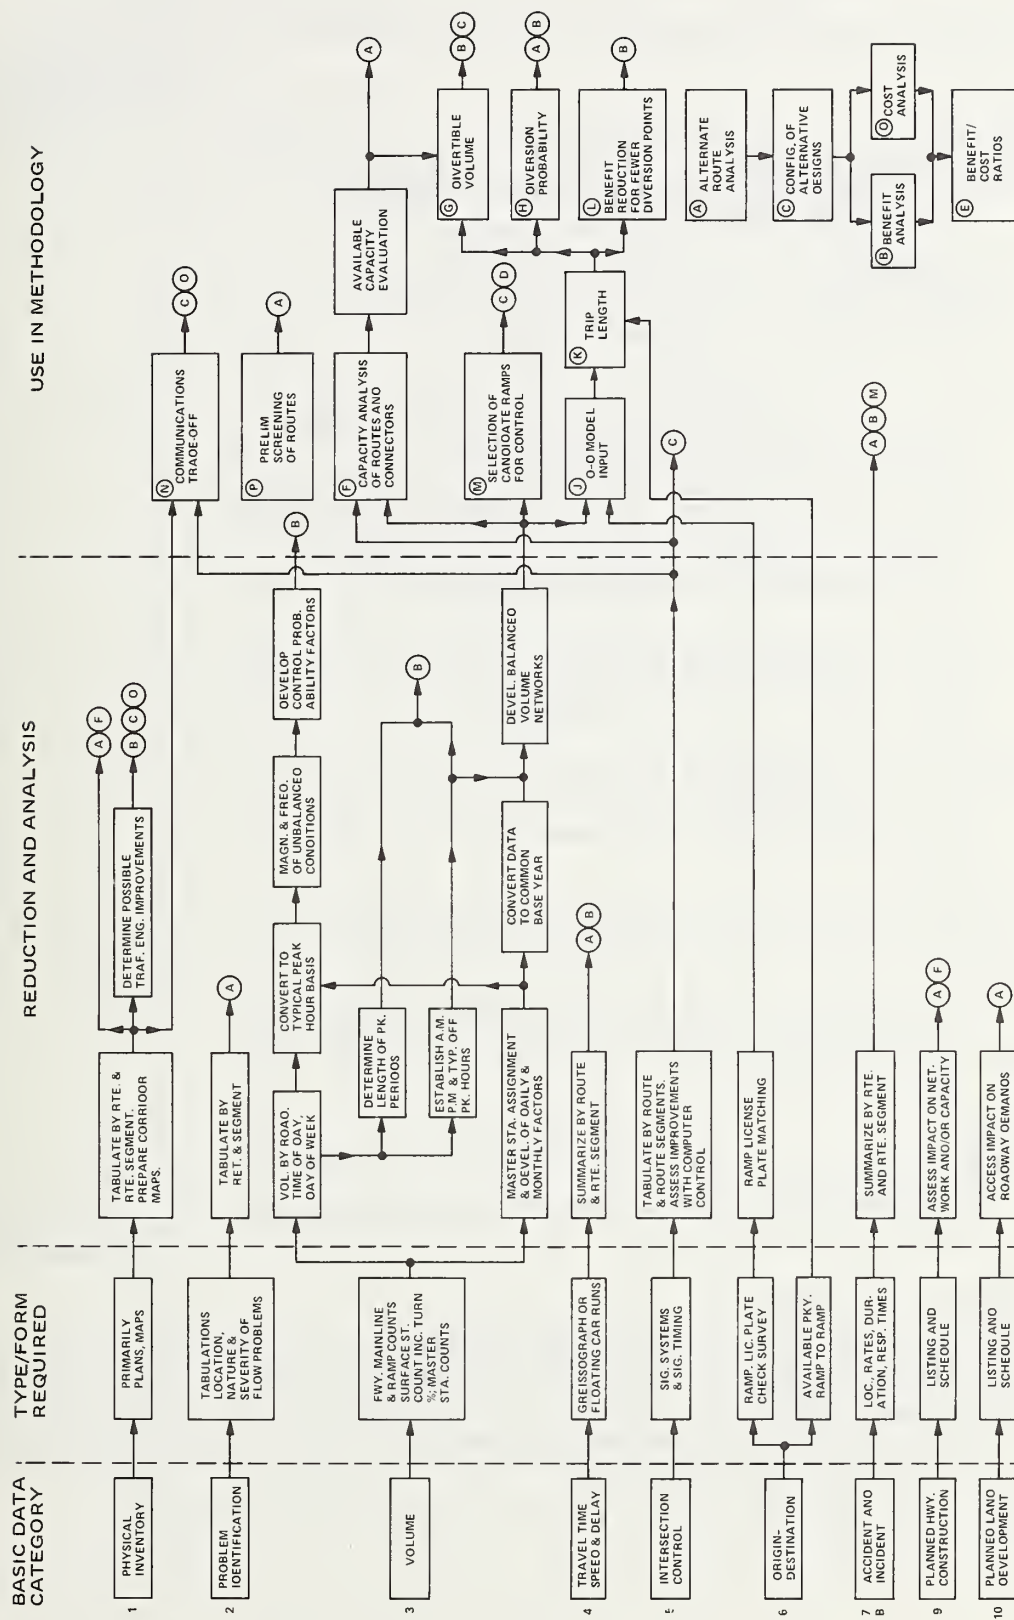 BASIC DATA
CATEGORY
TYPE/FORM
REQUIRED
REDUCTION AND ANALYSIS
USE IN METHODOLOGY
1
PHYSICAL
INVENTORY
PRIMARILY
PLANS, MAPS
TABULATE BY RTE. &
RTE. SEGMENT.
PREPARE CORRIOOR
MAPS.
A F
DETERMINE POSSIBLE
TRAF. ENG. IMPROVEMENTS
B C O
N
COMMUNICATIONS
TRAOE-OFF
C O
2
PROBLEM
IOENTIFICATION
TABULATIONS
LOCATION,
NATURE &
SEVERITY OF
FLOW PROBLEMS
TABULATE BY
RET. & SEGMENT
A
P
PRELIM
SCREENING
OF ROUTES
A
3
VOLUME
FWY. MAINLINE
& RAMP COUNTS
SURFACE ST.
COUNT INC. TURN
%; MASTER
STA. COUNTS
VOL. BY ROAO.
TIME OF OAY,
OAY OF WEEK
CONVERT TO
TYPICAL PEAK
HOUR BASIS
MAGN. & FREO.
OF UNBALANCEO
CONOITIONS
OEVELOP
CONTROL PROB.
ABILITY FACTORS
B
DETERMINE
LENGTH OF PK.
PERIOOS
ESTABLISH A.M.
P.M & TYP. OFF
PK. HOURS
B
MASTER STA. ASSIGNMENT
& OEVEL. OF OAILY &
MONTHLY FACTORS
CONVERT DATA
TO COMMON
BASE YEAR
DEVEL. BALANCEO
VOLUME
NETWORKS
F
CAPACITY ANALYSIS
OF ROUTES AND
CONNECTORS
AVAILABLE
CAPACITY
EVALUATION
A
G
OIVERTIBLE
VOLUME
B C
M
SELECTION OF
CANOIOATE RAMPS
FOR CONTROL
C D
H
OIVERSION
PROBABILITY
A B
J
O-O MODEL
INPUT
K
TRIP
LENGTH
L
BENEFIT
REDUCTION
FOR FEWER
DIVERSION POINTS
B
4
TRAVEL TIME
SPEEO & DELAY
GREISSOGRAPH OR
FLOATING CAR RUNS
SUMMARIZE BY ROUTE
& RTE. SEGMENT
A B
5
INTERSECTION
CONTROL
SIG. SYSTEMS
& SIG. TIMING
TABULATE BY ROUTE
& ROUTE SEGMENTS.
ASSESS IMPROVEMENTS
WITH COMPUTER
CONTROL
C
6
ORIGIN-
DESTINATION
RAMP. LIC. PLATE
CHECK SURVEY
RAMP LICENSE
PLATE MATCHING
AVAILABLE PKY.
RAMP TO RAMP
7
8
ACCIDENT AND
INCIDENT
LOC., RATES, DUR-
ATION, RESP. TIMES
SUMMARIZE BY RTE.
AND RTE. SEGMENT
A B M
9
PLANNED HWY.
CONSTRUCTION
LISTING AND
SCHEOULE
ASSESS IMPACT ON NET-
WORK AND/OR CAPACITY
A F
10
PLANNEO LANO
OEVELOPMENT
LISTING AND
SCHEOULE
ACCESS IMPACT ON
ROAOWAY OEMANOS
A
A
ALTERNATE
ROUTE
ANALYSIS
C
CONFIG. OF
ALTERNATIVE
DESIGNS
B
BENEFIT
ANALYSIS
O
COST
ANALYSIS
E
BENEFIT/
COST
RATIOS